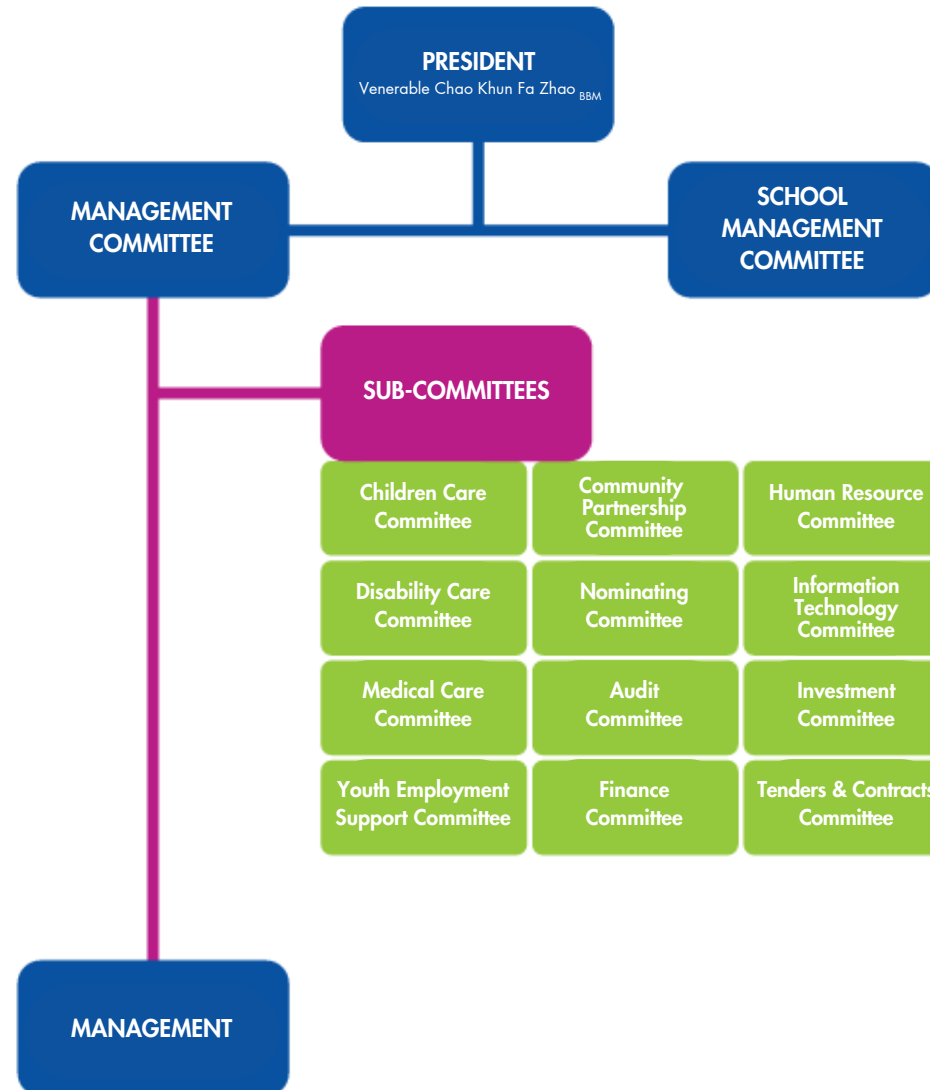 PRESIDENT
Venerable Chao Khun Fa Zhao BBM
MANAGEMENT
COMMITTEE
SCHOOL
MANAGEMENT
COMMITTEE
SUB-COMMITTEES
Children Care
Committee
Community
Partnership
Committee
Human Resource
Committee
Disability Care
Committee
Nominating
Committee
Information
Technology
Committee
Medical Care
Committee
Audit
Committee
Investment
Committee
Youth Employment
Support Committee
Finance
Committee
Tenders & Contracts
Committee
MANAGEMENT